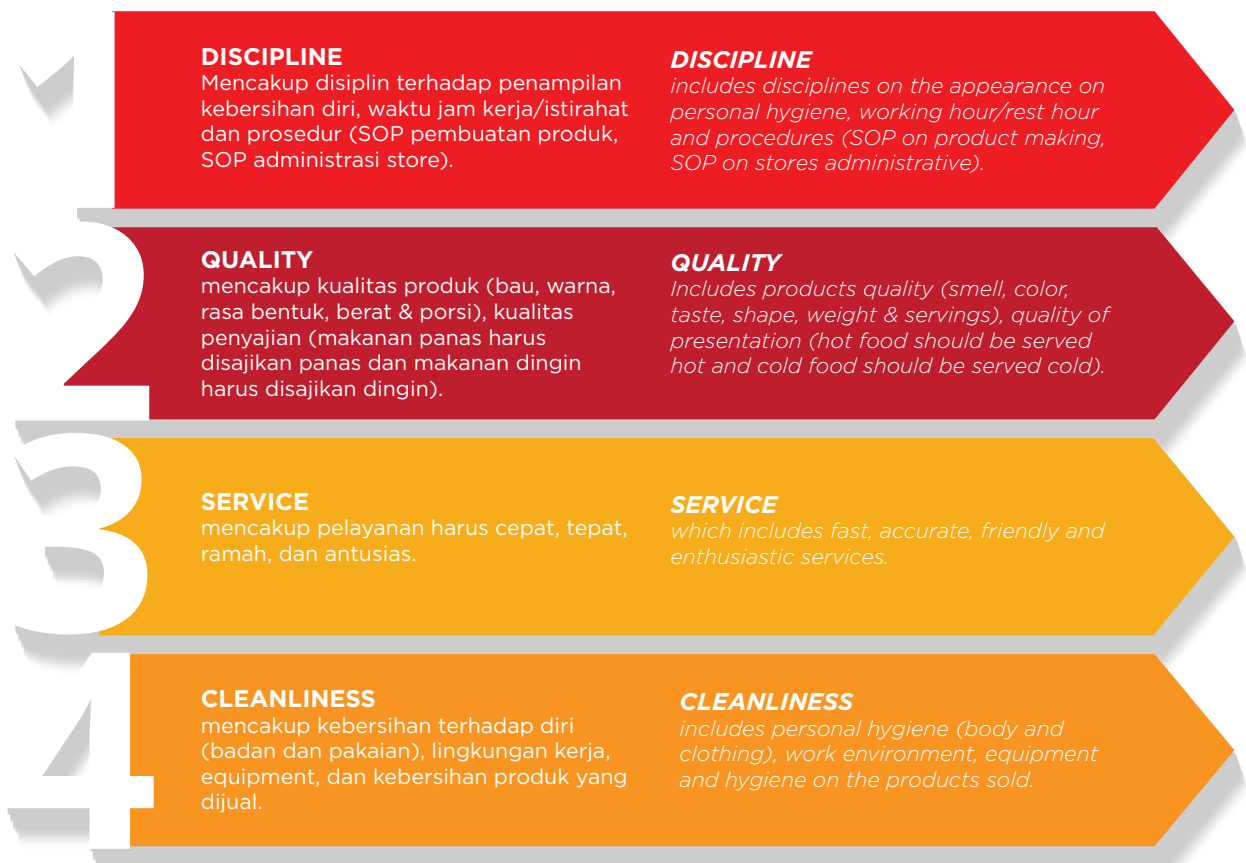 1
DISCIPLINE
Mencakup disiplin terhadap penampilan
kebersihan diri, waktu jam kerja/istirahat
dan prosedur (SOP pembuatan produk,
SOP administrasi store).
DISCIPLINE
includes disciplines on the appearance on
personal hygiene, working hour/rest hour
and procedures (SOP on product making,
SOP on stores administrative).
2
QUALITY
mencakup kualitas produk (bau, warna,
rasa bentuk, berat & porsi), kualitas
penyajian (makanan panas harus
disajikan panas dan makanan dingin
harus disajikan dingin).
QUALITY
Includes products quality (smell, color,
taste, shape, weight & servings), quality of
presentation (hot food should be served
hot and cold food should be served cold).
3
SERVICE
mencakup pelayanan harus cepat, tepat,
ramah, dan antusias.
SERVICE
which includes fast, accurate, friendly and
enthusiastic services.
4
CLEANLINESS
mencakup kebersihan terhadap diri
(badan dan pakaian), lingkungan kerja,
equipment, dan kebersihan produk yang
dijual.
CLEANLINESS
includes personal hygiene (body and
clothing), work environment, equipment
and hygiene on the products sold.